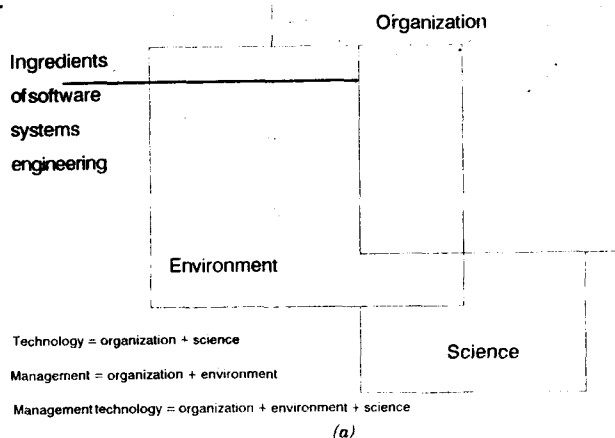 Organization
Ingredients
of software
systems
engineering
Environment
Science
Technology = organization + science
Management = organization + environment
Management technology = organization + environment + science
(a)